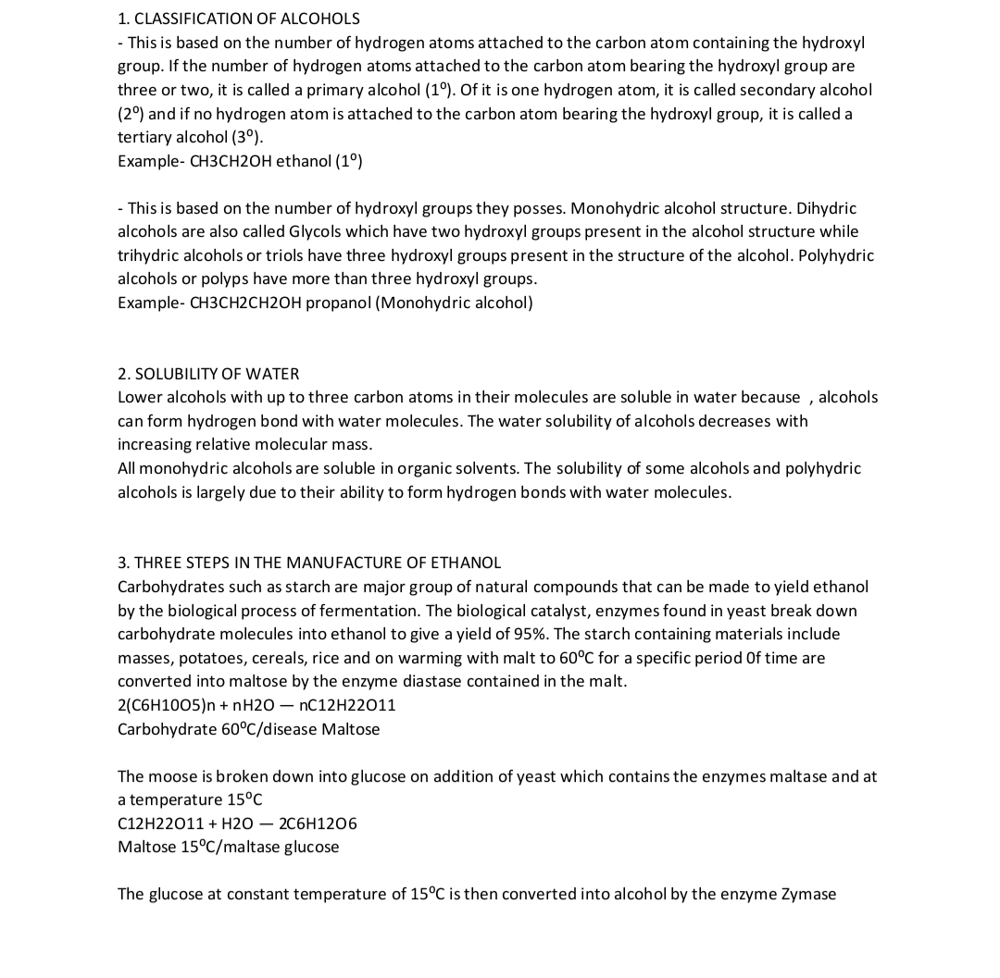 1. CLASSIFICATION OF ALCOHOLS
- This is based on the number of hydrogen atoms attached to the carbon atom containing the hydroxyl
group. If the number of hydrogen atoms attached to the carbon atom bearing the hydroxyl group are
three or two, it is called a primary alcohol (1⁰). Of it is one hydrogen atom, it is called secondary alcohol
(2⁰) and if no hydrogen atom is attached to the carbon atom bearing the hydroxyl group, it is called a
tertiary alcohol (3⁰).
Example- CH3CH2OH ethanol (1⁰)
- This is based on the number of hydroxyl groups they posses. Monohydric alcohol structure. Dihydric
alcohols are also called Glycols which have two hydroxyl groups present in the alcohol structure while
trihydric alcohols or triols have three hydroxyl groups present in the structure of the alcohol. Polyhydric
alcohols or polyps have more than three hydroxyl groups.
Example- CH3CH2CH2OH propanol (Monohydric alcohol)
2. SOLUBILITY OF WATER
Lower alcohols with up to three carbon atoms in their molecules are soluble in water because , alcohols
can form hydrogen bond with water molecules. The water solubility of alcohols decreases with
increasing relative molecular mass.
All monohydric alcohols are soluble in organic solvents. The solubility of some alcohols and polyhydric
alcohols is largely due to their ability to form hydrogen bonds with water molecules.
3. THREE STEPS IN THE MANUFACTURE OF ETHANOL
Carbohydrates such as starch are major group of natural compounds that can be made to yield ethanol
by the biological process of fermentation. The biological catalyst, enzymes found in yeast break down
carbohydrate molecules into ethanol to give a yield of 95%. The starch containing materials include
masses, potatoes, cereals, rice and on warming with malt to 60⁰C for a specific period 0f time are
converted into maltose by the enzyme diastase contained in the malt.
2(C6H10O5)n + nH2O — nC12H22O11
Carbohydrate 60⁰C/disease Maltose
The moose is broken down into glucose on addition of yeast which contains the enzymes maltase and at
a temperature 15⁰C
C12H22O11 + H2O — 2C6H12O6
Maltose 15⁰C/maltase glucose
The glucose at constant temperature of 15⁰C is then converted into alcohol by the enzyme Zymase